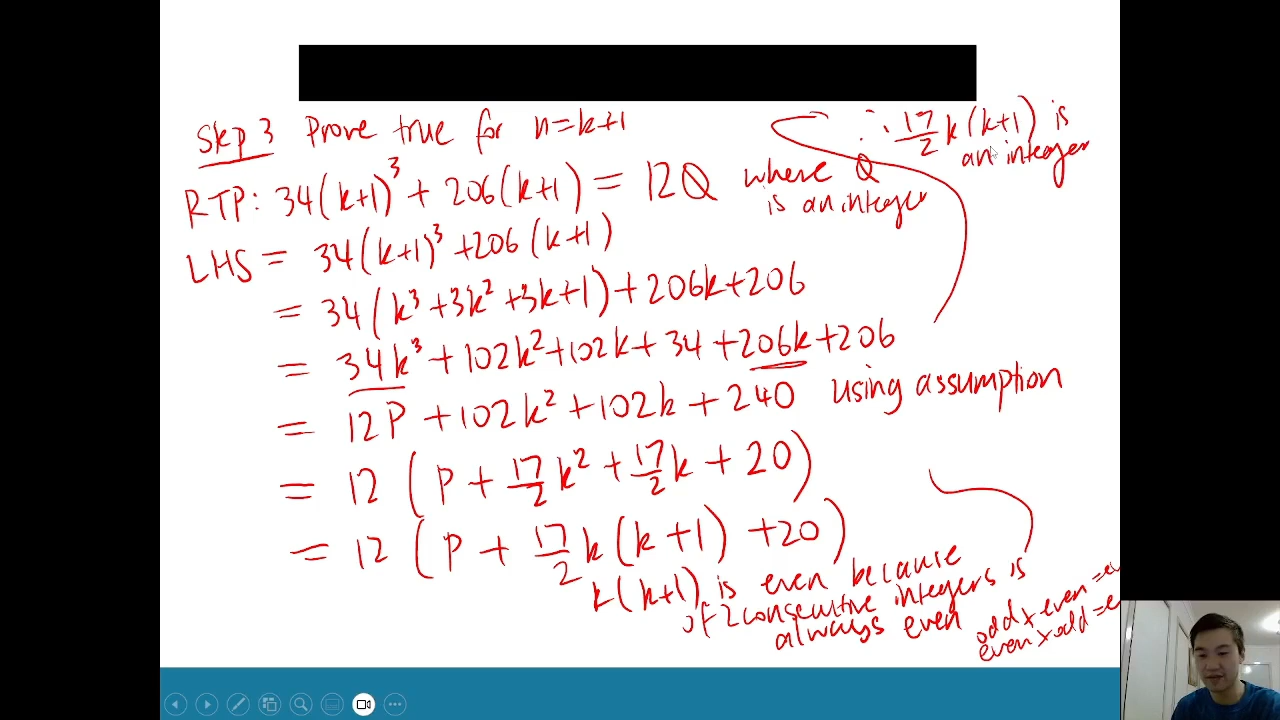 Step 3 Prove true for n=k+1
∴ 17/2 k(k+1) is
an integer
RTP: 34(k+1)³ + 206(k+1) = 12Q where Q
is an integer
LHS = 34(k+1)³ +206(k+1)
= 34(k³ +3k² +3k+1)+206k+206
= 34k³ +102k²+102k+34+206k+206
= 12P +102k² +102k+240 using assumption
= 12 (P + 17/2 k² + 17/2 k + 20)
= 12 (P + 17/2 k(k+1) +20)
k(k+1) is even because
of 2 consecutive integers is
always even
odd x even =
even x odd =